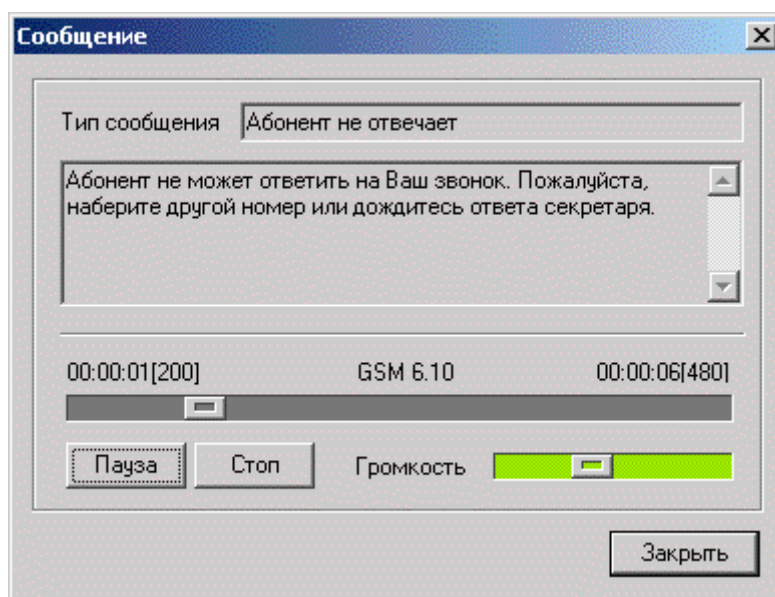 Сообщение
Тип сообщения Абонент не отвечает
Абонент не может ответить на Ваш звонок. Пожалуйста,
наберите другой номер или дождитесь ответа секретаря.
00:00:01[200] GSM 6.10 00:00:06[480]
Пауза Стоп Громкость
Закрыть